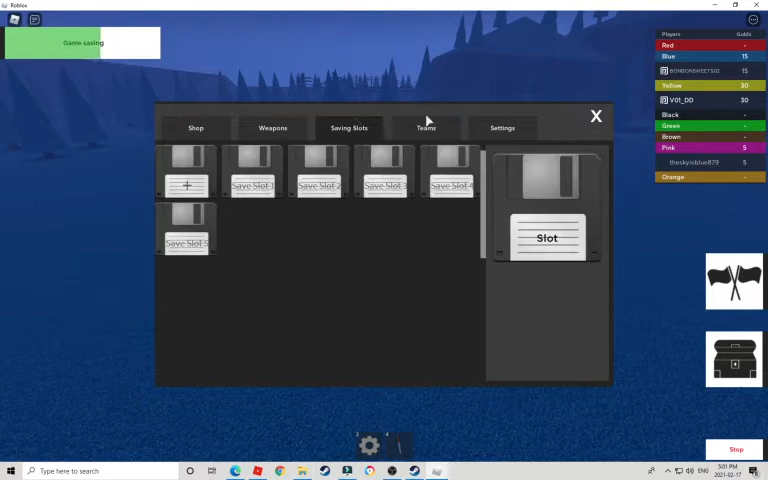 Roblox
Game saving
Players Golds
Red -
Blue 15
BONBONSWEETS02 15
Yellow 30
V01_DD 30
Black -
Green -
Brown -
Pink 5
theskyisblue879 5
Orange -
X
Shop Weapons Saving Slots Teams Settings
+ Save Slot 1 Save Slot 2 Save Slot 3 Save Slot 4
Save Slot 5
Slot
Stop
Type here to search
ENG
5:01 PM
2021-02-17